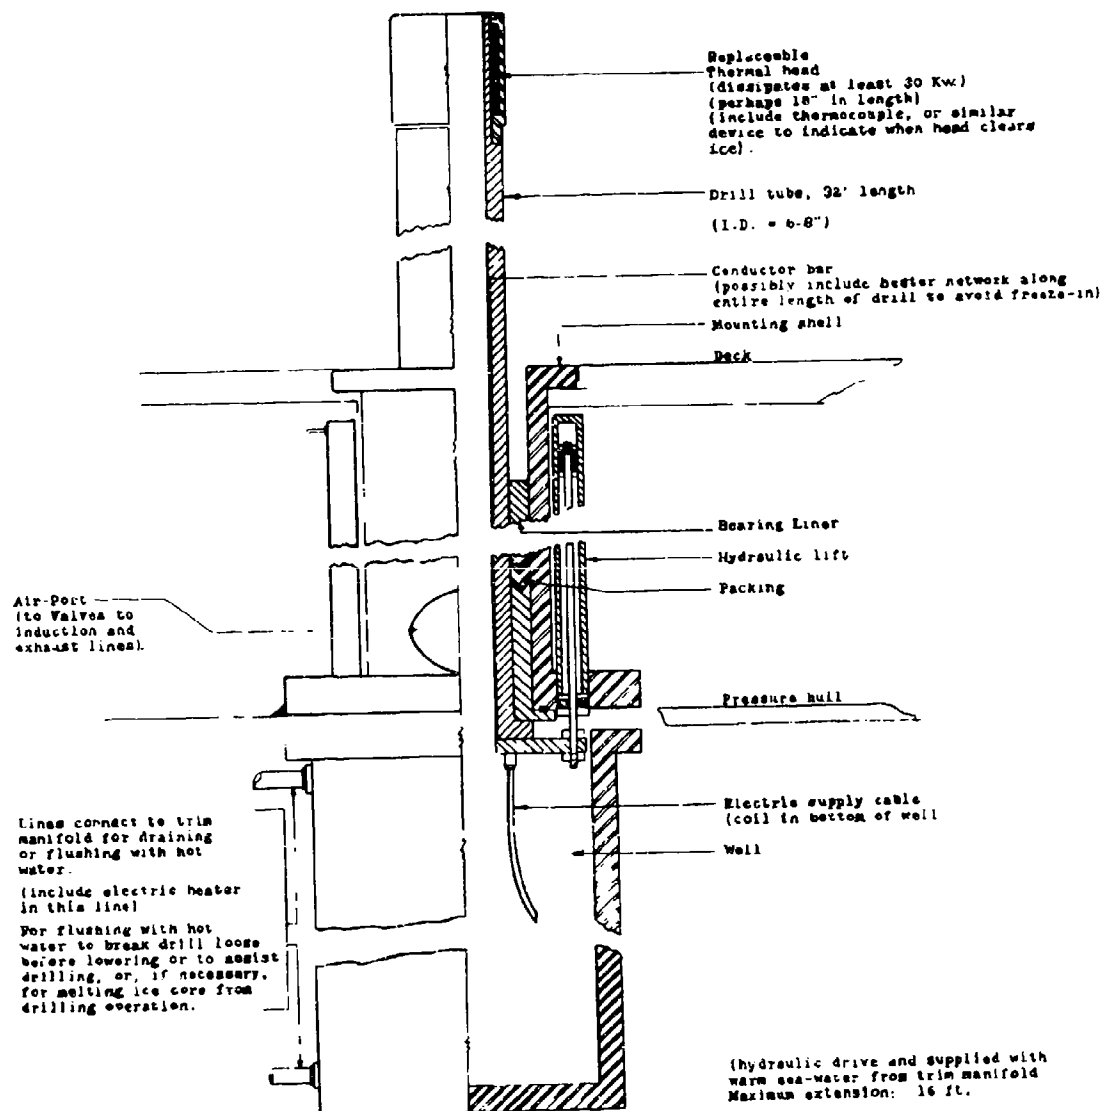 Replaceable
Thermal head
(dissipates at least 30 Kw.)
(perhaps 18" in length)
(include thermocouple, or similar
device to indicate when head clears
ice).
Drill tube, 32' length
(I.D. = 6-8")
Conductor bar
(possibly include heater network along
entire length of drill to avoid freeze-in)
Mounting shell
Deck
Bearing Liner
Hydraulic lift
Packing
Air-Port
(to Valves to
induction and
exhaust lines).
Pressure hull
Electric supply cable
(coil in bottom of well
Well
Lines connect to trim
manifold for draining
or flushing with hot
water.
(include electric heater
in this line)
For flushing with hot
water to break drill loose
before lowering or to assist
drilling, or, if necessary,
for melting ice core from
drilling operation.
(hydraulic drive and supplied with
warm sea-water from trim manifold
Maximum extension: 16 ft.